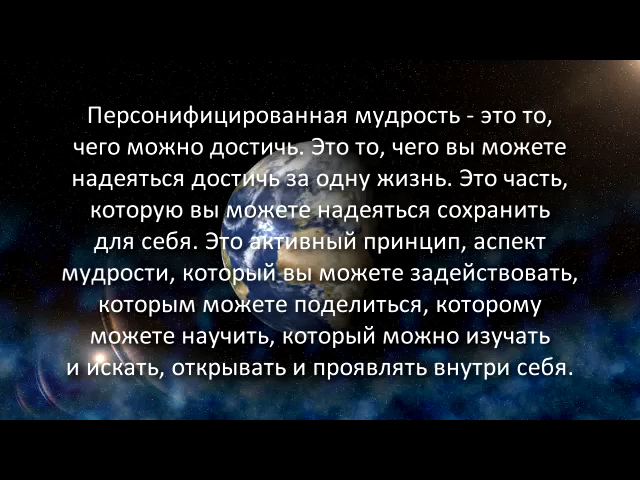 Персонифицированная мудрость - это то,
чего можно достичь. Это то, чего вы можете
надеяться достичь за одну жизнь. Это часть,
которую вы можете надеяться сохранить
для себя. Это активный принцип, аспект
мудрости, который вы можете задействовать,
которым можете поделиться, которому
можете научить, который можно изучать
и искать, открывать и проявлять внутри себя.